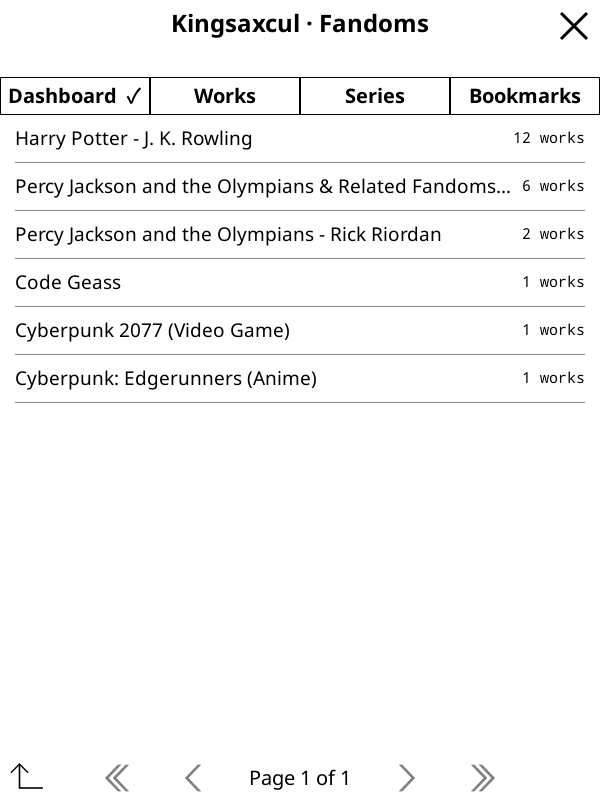 Kingsaxcul · Fandoms
Dashboard ✓ Works Series Bookmarks
Harry Potter - J. K. Rowling 12 works
Percy Jackson and the Olympians & Related Fandoms... 6 works
Percy Jackson and the Olympians - Rick Riordan 2 works
Code Geass 1 works
Cyberpunk 2077 (Video Game) 1 works
Cyberpunk: Edgerunners (Anime) 1 works
Page 1 of 1